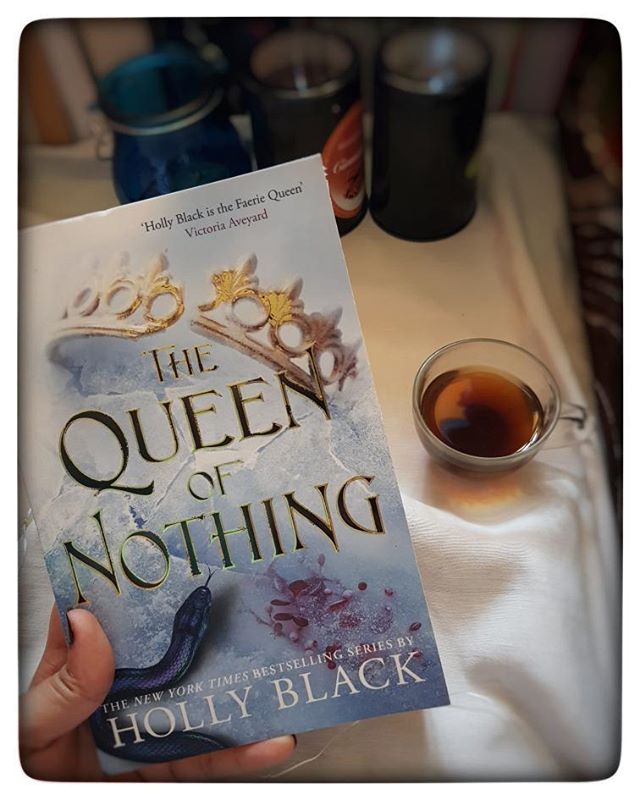 'Holly Black is the Faerie Queen'
Victoria Aveyard
THE
QUEEN
OF
NOTHING
THE NEW YORK TIMES BESTSELLING SERIES BY
HOLLY BLACK